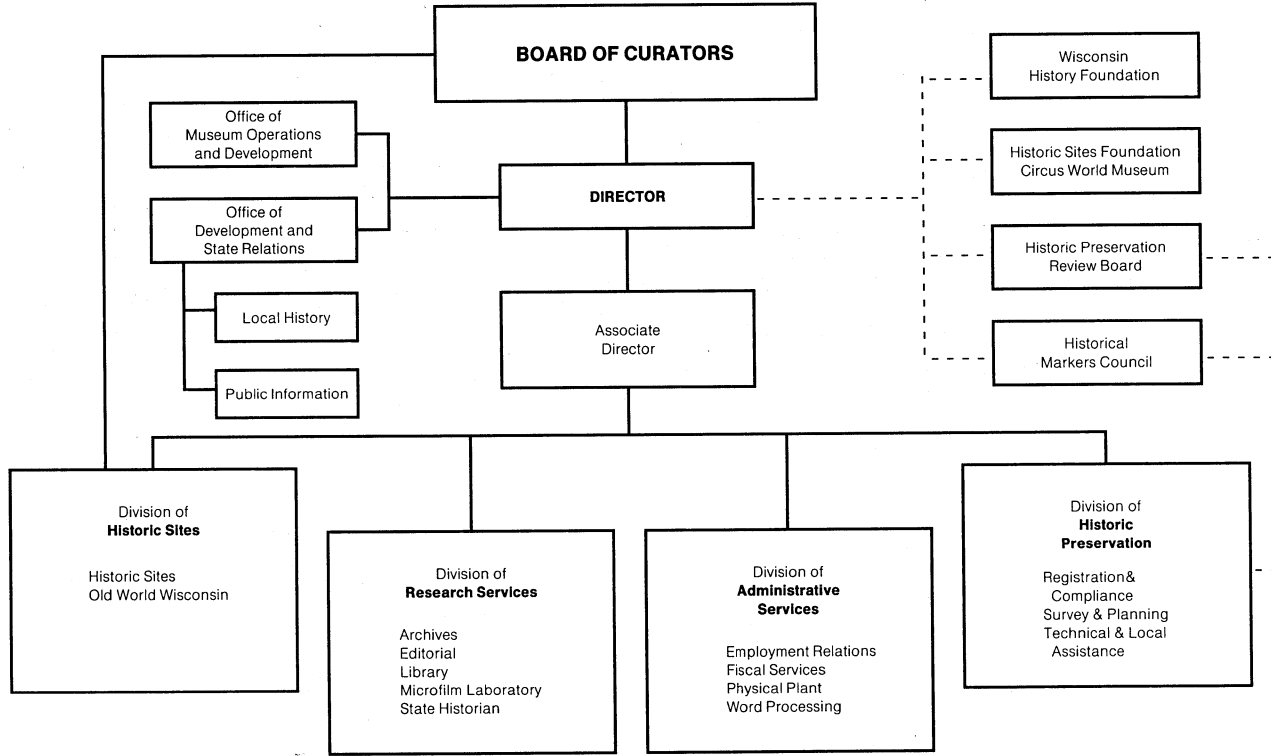 BOARD OF CURATORS
Wisconsin
History Foundation
Office of
Museum Operations
and Development
Historic Sites Foundation
Circus World Museum
DIRECTOR
Office of
Development and
State Relations
Historic Preservation
Review Board
Local History
Associate
Director
Historical
Markers Council
Public Information
Division of
Historic Sites
Historic Sites
Old World Wisconsin
Division of
Research Services
Archives
Editorial
Library
Microfilm Laboratory
State Historian
Division of
Administrative
Services
Employment Relations
Fiscal Services
Physical Plant
Word Processing
Division of
Historic
Preservation
Registration&
Compliance
Survey & Planning
Technical & Local
Assistance